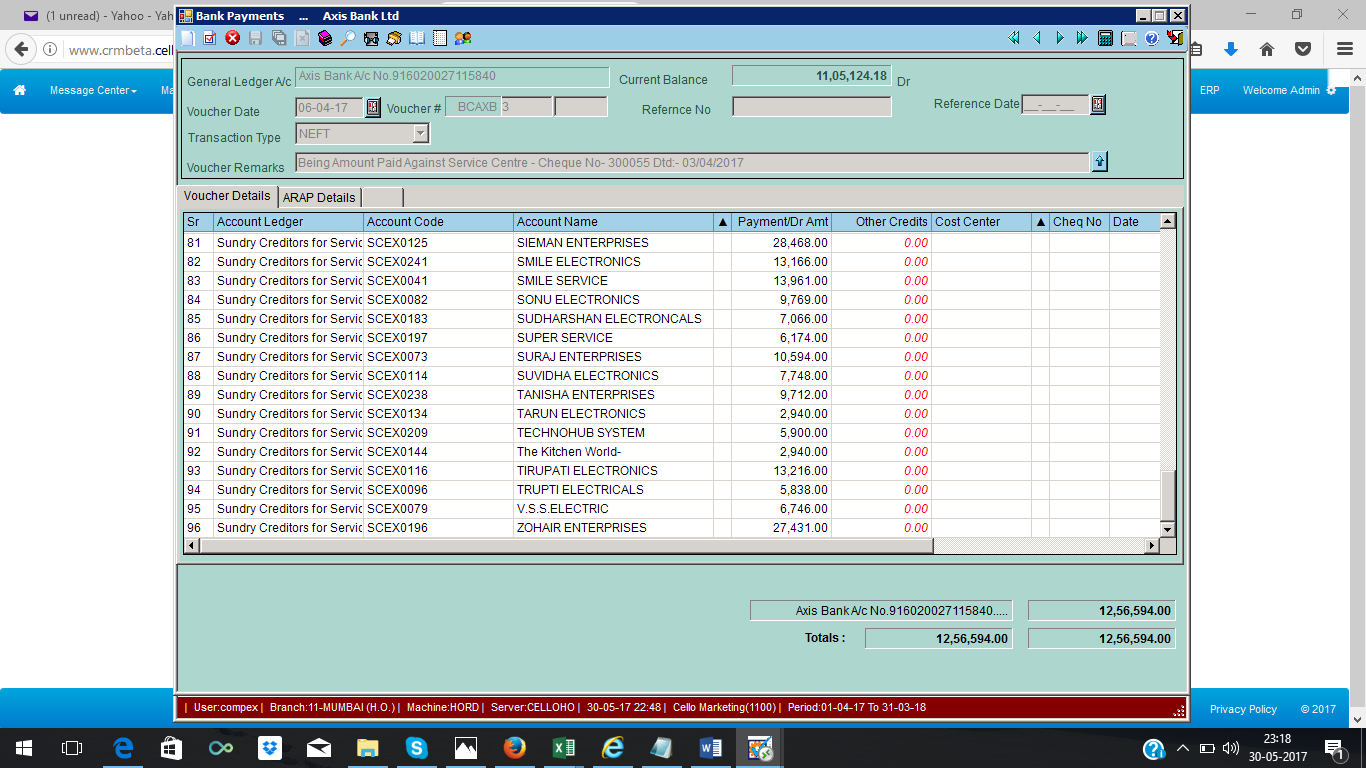 (1 unread) - Yahoo - Yah
Bank Payments ... Axis Bank Ltd
www.crmbeta.cell
General Ledger A/c Axis Bank A/c No.916020027115840 Current Balance 11,05,124.18 Dr
Message Center Ma ERP Welcome Admin
Voucher Date 06-04-17 Voucher # BCAXB 3 Refernce No Reference Date __-__-__
Transaction Type NEFT
Voucher Remarks Being Amount Paid Against Service Centre - Cheque No- 300055 Dtd:- 03/04/2017
Voucher Details ARAP Details
Sr Account Ledger Account Code Account Name ▲ Payment/Dr Amt Other Credits Cost Center ▲ Cheq No Date
81 Sundry Creditors for Servic SCEX0125 SIEMAN ENTERPRISES 28,468.00 0.00
82 Sundry Creditors for Servic SCEX0241 SMILE ELECTRONICS 13,166.00 0.00
83 Sundry Creditors for Servic SCEX0041 SMILE SERVICE 13,961.00 0.00
84 Sundry Creditors for Servic SCEX0082 SONU ELECTRONICS 9,769.00 0.00
85 Sundry Creditors for Servic SCEX0183 SUDHARSHAN ELECTRONCALS 7,066.00 0.00
86 Sundry Creditors for Servic SCEX0197 SUPER SERVICE 6,174.00 0.00
87 Sundry Creditors for Servic SCEX0073 SURAJ ENTERPRISES 10,594.00 0.00
88 Sundry Creditors for Servic SCEX0114 SUVIDHA ELECTRONICS 7,748.00 0.00
89 Sundry Creditors for Servic SCEX0238 TANISHA ENTERPRISES 9,712.00 0.00
90 Sundry Creditors for Servic SCEX0134 TARUN ELECTRONICS 2,940.00 0.00
91 Sundry Creditors for Servic SCEX0209 TECHNOHUB SYSTEM 5,900.00 0.00
92 Sundry Creditors for Servic SCEX0144 The Kitchen World- 2,940.00 0.00
93 Sundry Creditors for Servic SCEX0116 TIRUPATI ELECTRONICS 13,216.00 0.00
94 Sundry Creditors for Servic SCEX0096 TRUPTI ELECTRICALS 5,838.00 0.00
95 Sundry Creditors for Servic SCEX0079 V.S.S.ELECTRIC 6,746.00 0.00
96 Sundry Creditors for Servic SCEX0196 ZOHAIR ENTERPRISES 27,431.00 0.00
Axis Bank A/c No.916020027115840..... 12,56,594.00
Totals : 12,56,594.00 12,56,594.00
| User:compex | Branch:11-MUMBAI (H.O.) | Machine:HORD | Server:CELLOHO | 30-05-17 22:48 | Cello Marketing(1100) | Period:01-04-17 To 31-03-18
Privacy Policy © 2017
23:18
30-05-2017
1